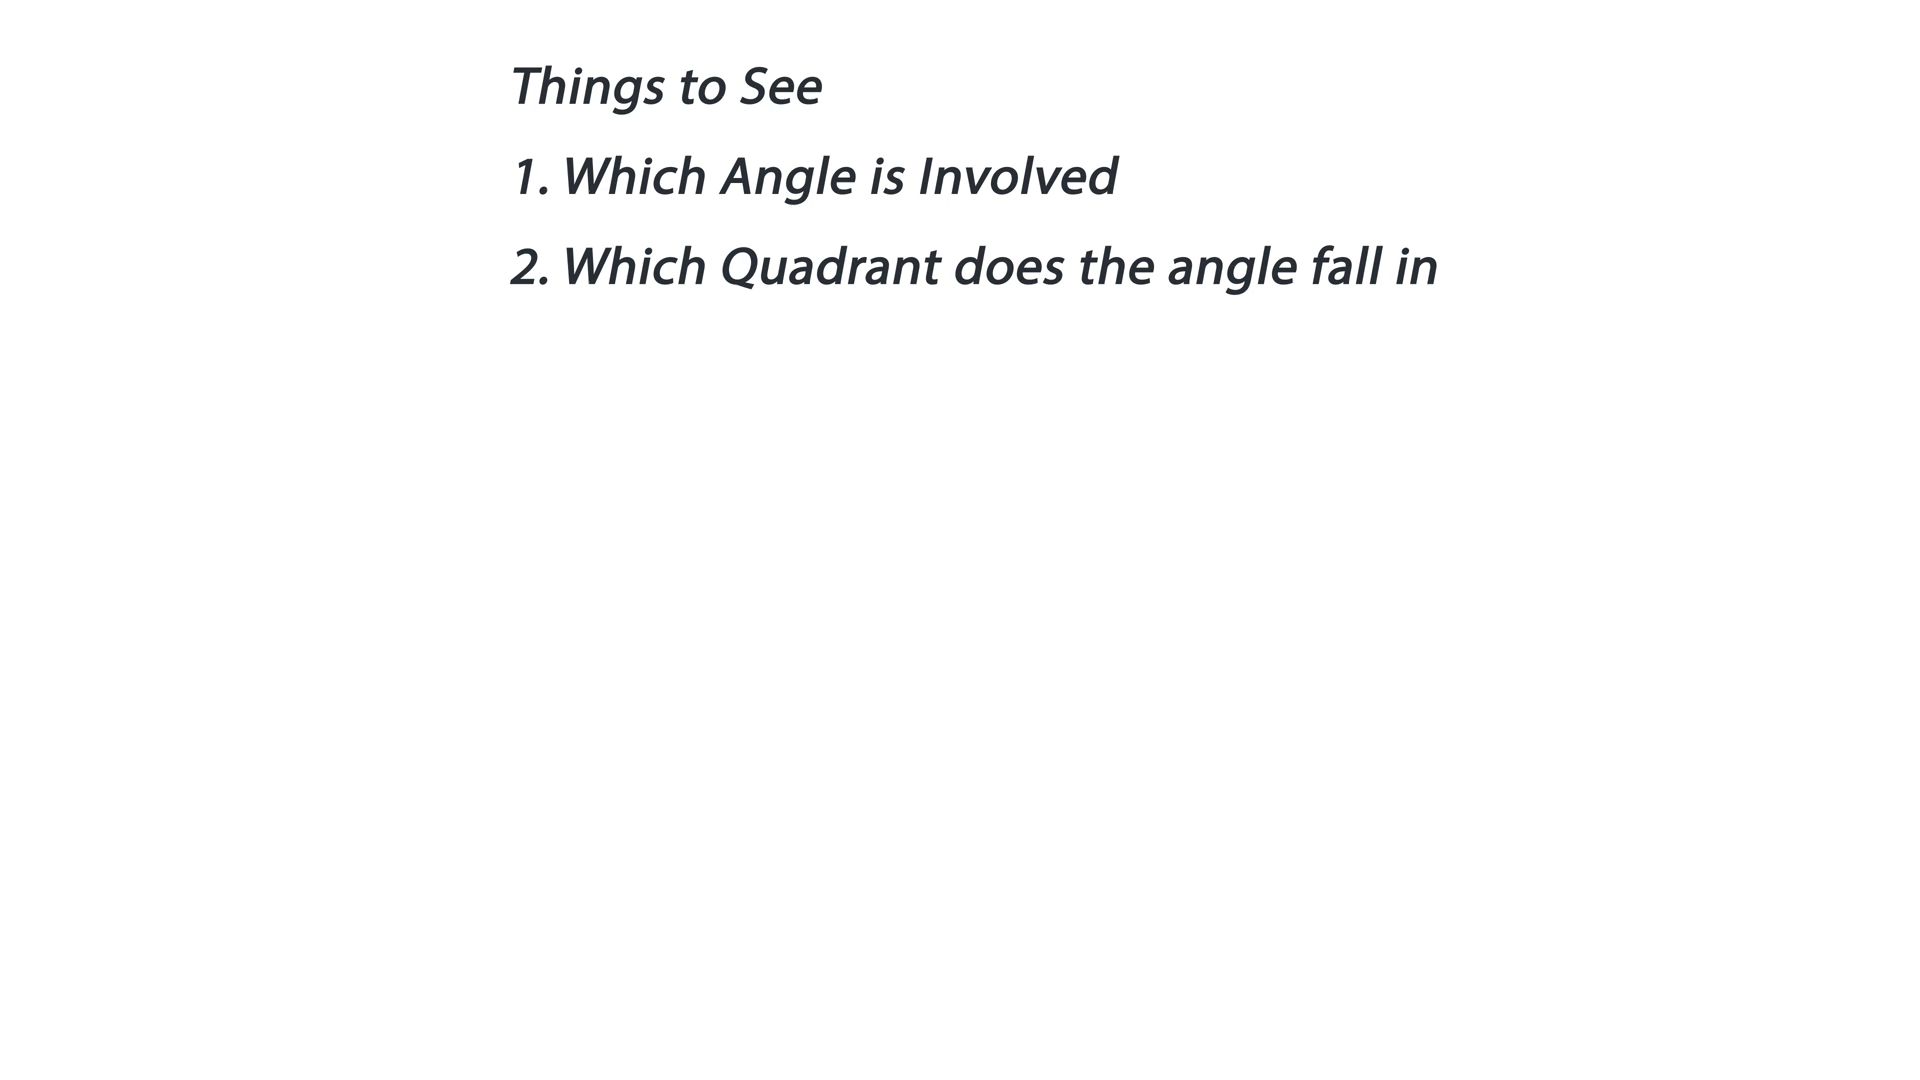 Things to See
1. Which Angle is Involved
2. Which Quadrant does the angle fall in